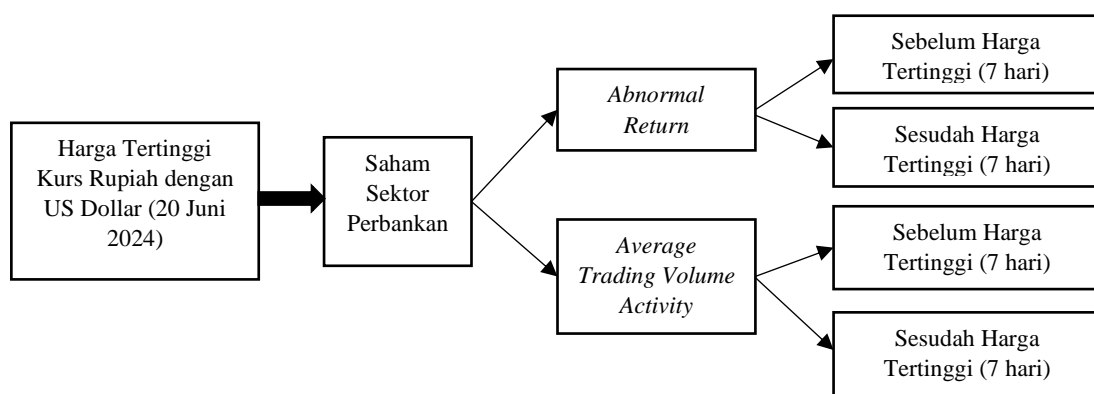 Harga Tertinggi
Kurs Rupiah dengan
US Dollar (20 Juni
2024)
Saham
Sektor
Perbankan
Abnormal
Return
Average
Trading Volume
Activity
Sebelum Harga
Tertinggi (7 hari)
Sesudah Harga
Tertinggi (7 hari)
Sebelum Harga
Tertinggi (7 hari)
Sesudah Harga
Tertinggi (7 hari)